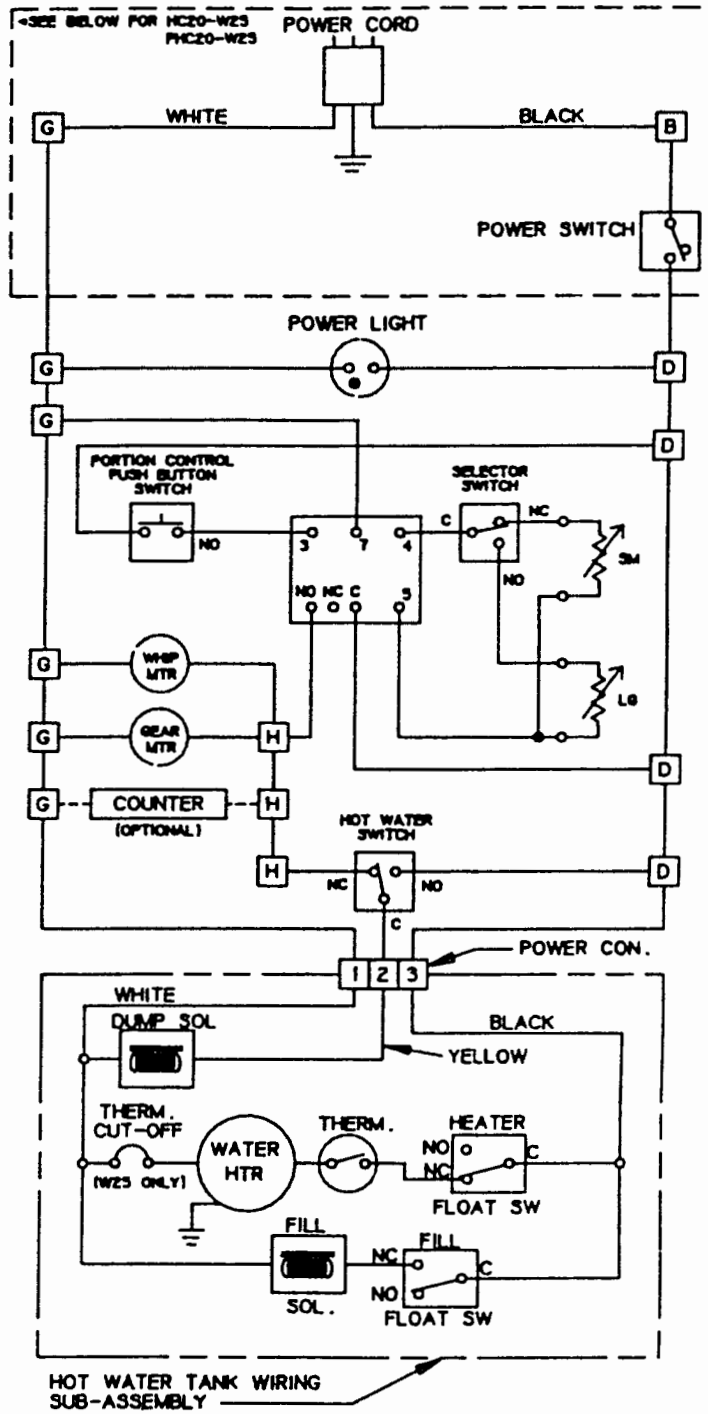 ◄SEE BELOW FOR HC20-W25
PHC20-W25
POWER CORD
G
WHITE
BLACK
B
POWER SWITCH
POWER LIGHT
G
D
G
D
PORTION CONTROL
PUSH BUTTON
SWITCH
SELECTOR
SWITCH
NO
3
7
4
C
NC
NO
SM
NO NC C
5
G
WHIP
MTR
LG
G
GEAR
MTR
H
D
G
COUNTER
(OPTIONAL)
H
HOT WATER
SWITCH
H
NC
NO
D
C
1 2 3
POWER CON.
WHITE
DUMP SOL
BLACK
YELLOW
THERM.
CUT-OFF
(W25 ONLY)
WATER
HTR
THERM.
HEATER
NO
NC
C
FLOAT SW
FILL
SOL.
FILL
NC
C
NO
FLOAT SW
HOT WATER TANK WIRING
SUB-ASSEMBLY